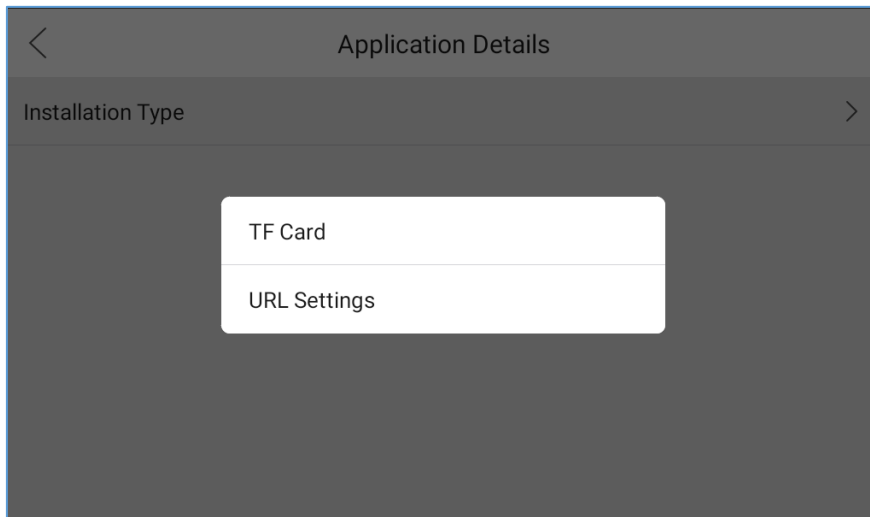 Application Details
Installation Type
TF Card
URL Settings